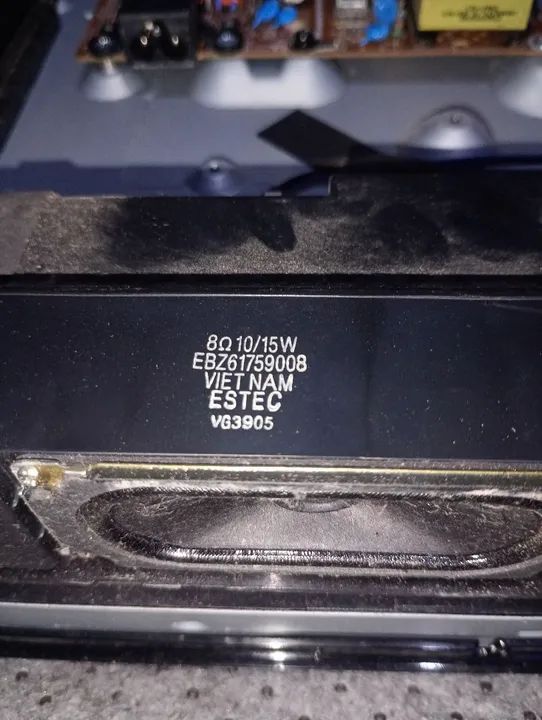 8Ω 10/15W
EBZ61759008
VIET NAM
ESTEC
VG3905